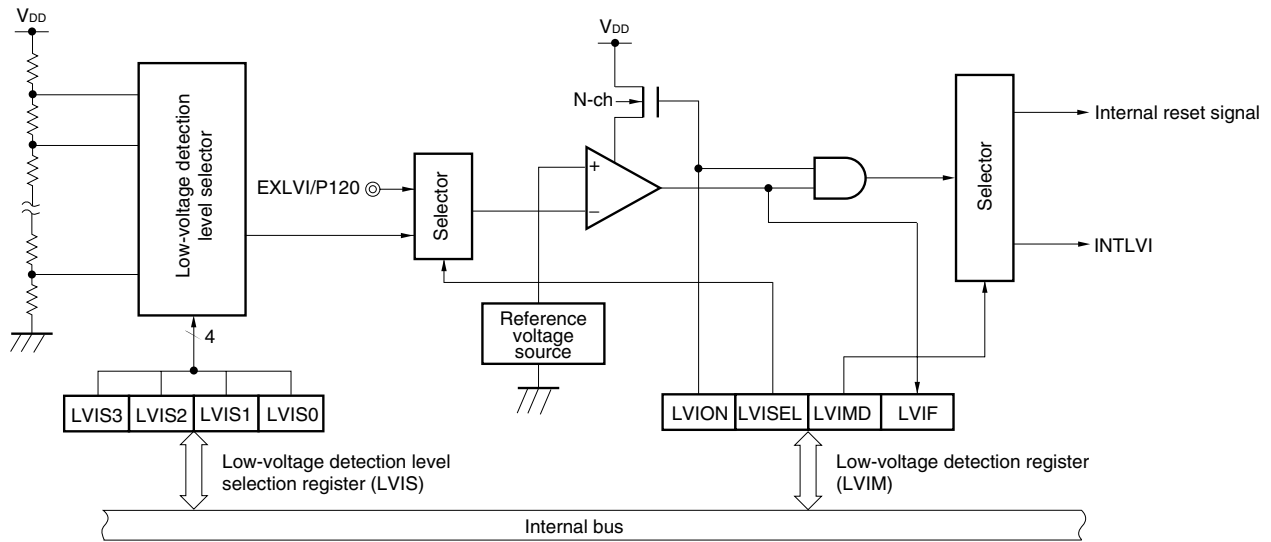 VDD
Low-voltage detection
level selector
4
LVIS3 LVIS2 LVIS1 LVIS0
Low-voltage detection level
selection register (LVIS)
EXLVI/P120
Selector
VDD
N-ch
+
−
Reference
voltage
source
Selector
Internal reset signal
INTLVI
LVION LVISEL LVIMD LVIF
Low-voltage detection register
(LVIM)
Internal bus